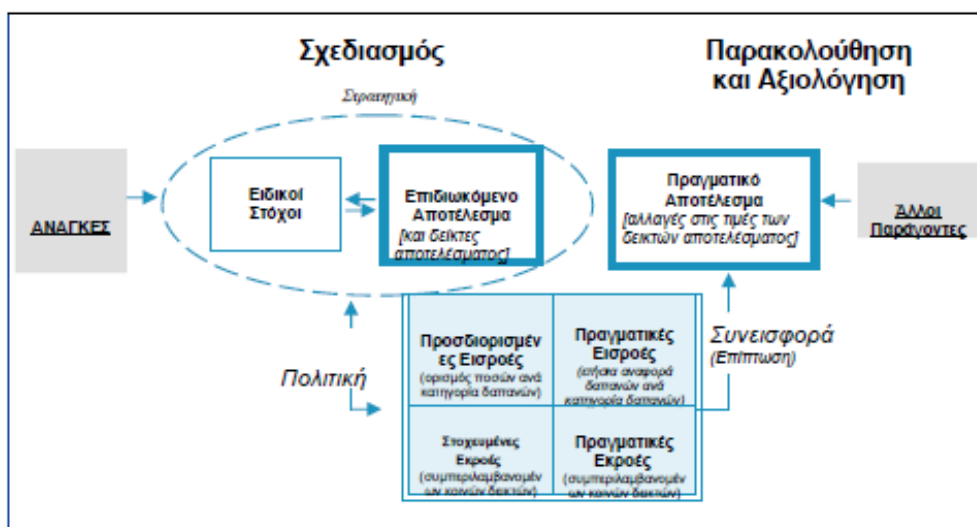 Σχεδιασμός
Παρακολούθηση
και Αξιολόγηση
Στρατηγική
ΑΝΑΓΚΕΣ
Ειδικοί
Στόχοι
Επιδιωκόμενο
Αποτέλεσμα
[και δείκτες
αποτελέσματος]
Πραγματικό
Αποτέλεσμα
[αλλαγές στις τιμές των
δεικτών αποτελέσματος]
Άλλοι
Παράγοντες
Πολιτική
Προσδιορισμέν
ες Εισροές
(ορισμός ποσών ανά
κατηγορία δαπανών)
Πραγματικές
Εισροές
(ετήσια αναφορά
δαπανών ανά
κατηγορία δαπανών)
Στοχευμένες
Εκροές
(συμπεριλαμβανομέν
ων κοινών δεικτών)
Πραγματικές
Εκροές
(συμπεριλαμβανομέν
ων κοινών δεικτών)
Συνεισφορά
(Επίπτωση)